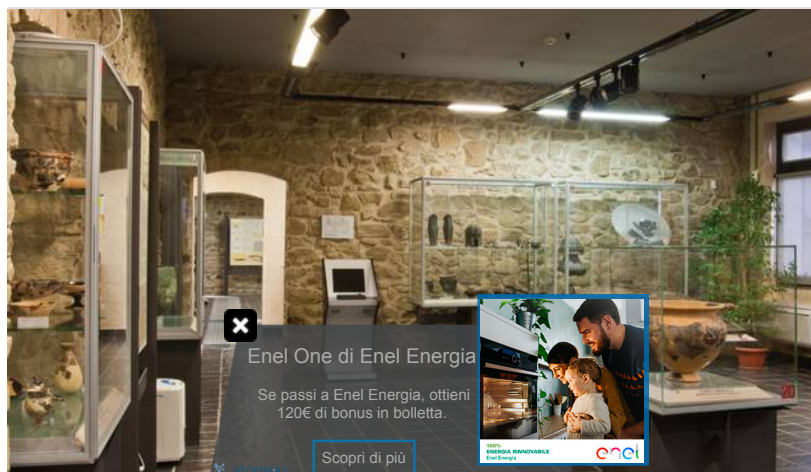 Enel One di Enel Energia
Se passi a Enel Energia, ottieni
120€ di bonus in bolletta.
Scopri di più
100%
ENERGIA RINNOVABILE
Enel Energia
enel